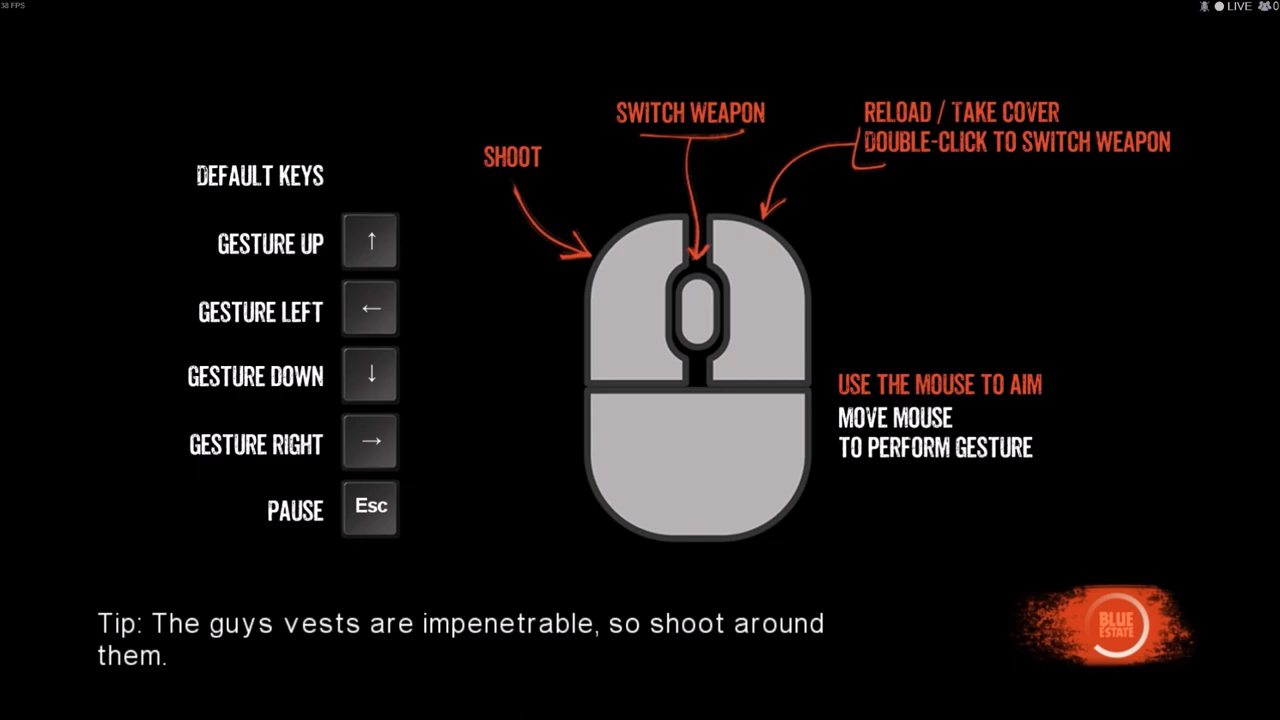 38 FPS
LIVE 0
SWITCH WEAPON
RELOAD / TAKE COVER
DOUBLE-CLICK TO SWITCH WEAPON
SHOOT
DEFAULT KEYS
GESTURE UP ↑
GESTURE LEFT ←
GESTURE DOWN ↓
GESTURE RIGHT →
PAUSE Esc
USE THE MOUSE TO AIM
MOVE MOUSE
TO PERFORM GESTURE
Tip: The guys vests are impenetrable, so shoot around
them.
BLUE
ESTATE